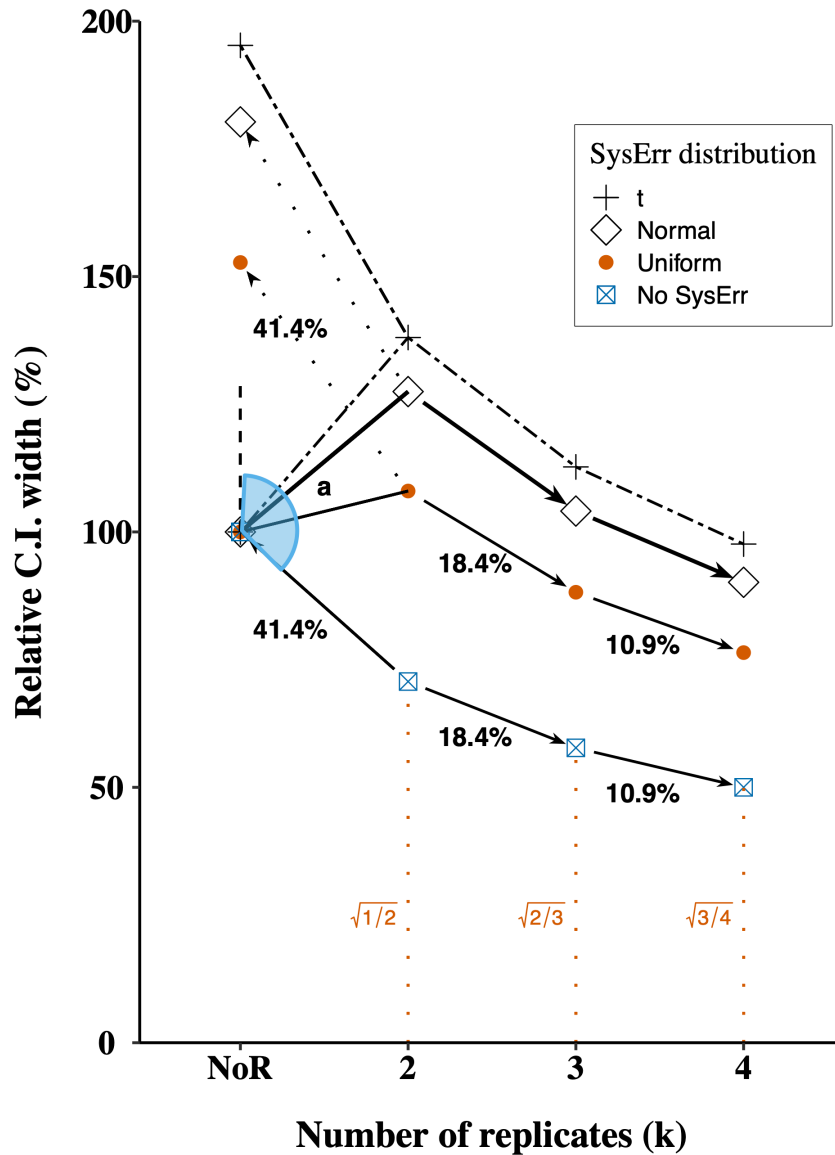 200
SysErr distribution
t
Normal
Uniform
No SysErr
150
41.4%
Relative C.I. width (%)
a
100
18.4%
41.4%
10.9%
18.4%
50
10.9%
√1/2
√2/3
√3/4
0
NoR
2
3
4
Number of replicates (k)